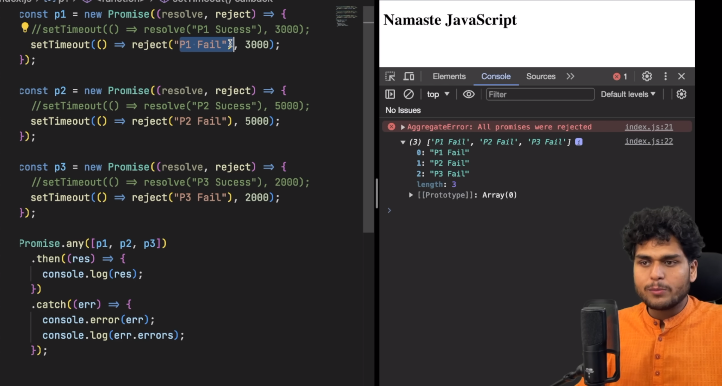 const p1 = new Promise((resolve, reject) => {
//setTimeout(() => resolve("P1 Sucess"), 3000);
setTimeout(() => reject("P1 Fail"), 3000);
});
const p2 = new Promise((resolve, reject) => {
//setTimeout(() => resolve("P2 Sucess"), 5000);
setTimeout(() => reject("P2 Fail"), 5000);
});
const p3 = new Promise((resolve, reject) => {
//setTimeout(() => resolve("P3 Sucess"), 2000);
setTimeout(() => reject("P3 Fail"), 2000);
});
Promise.any([p1, p2, p3])
.then((res) => {
console.log(res);
})
.catch((err) => {
console.error(err);
console.log(err.errors);
});
Namaste JavaScript
Elements Console Sources 1
top Filter Default levels
No Issues
AggregateError: All promises were rejected index.js:21
(3) ['P1 Fail', 'P2 Fail', 'P3 Fail'] index.js:22
0: "P1 Fail"
1: "P2 Fail"
2: "P3 Fail"
length: 3
[[Prototype]]: Array(0)